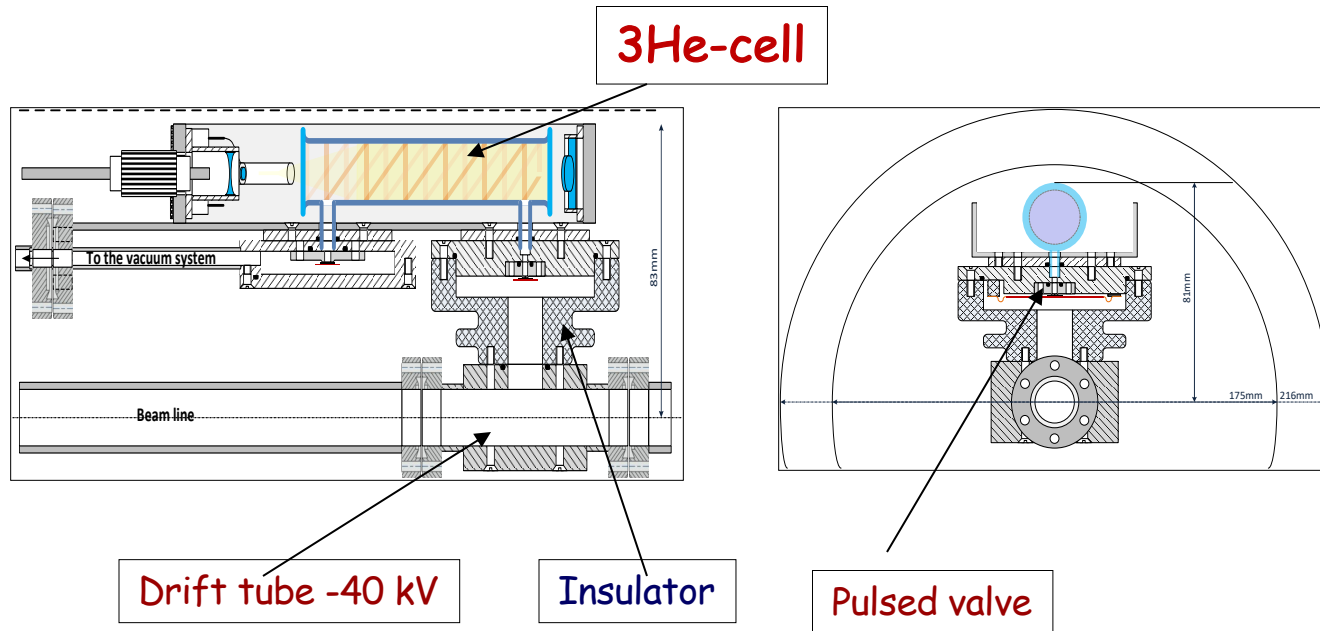 3He-cell
To the vacuum system
83mm
Beam line
81mm
175mm
216mm
Drift tube -40 kV
Insulator
Pulsed valve